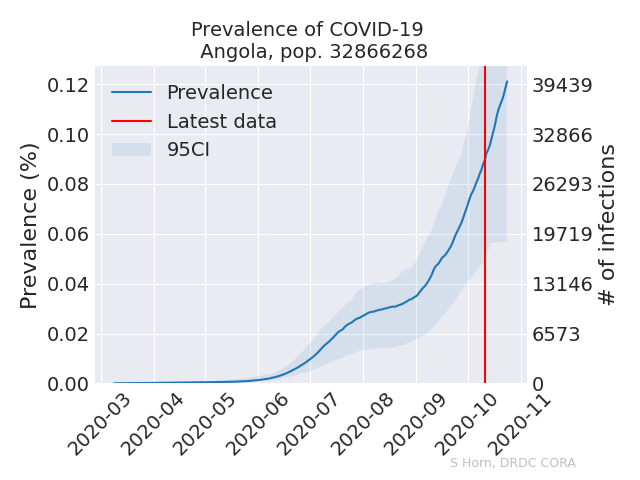 Prevalence of COVID-19
Angola, pop. 32866268
Prevalence
Latest data
95CI
Prevalence (%)
0.12
0.10
0.08
0.06
0.04
0.02
0.00
39439
32866
26293
19719
13146
6573
0
# of infections
2020-03
2020-04
2020-05
2020-06
2020-07
2020-08
2020-09
2020-10
2020-11
S Horn, DRDC CORA